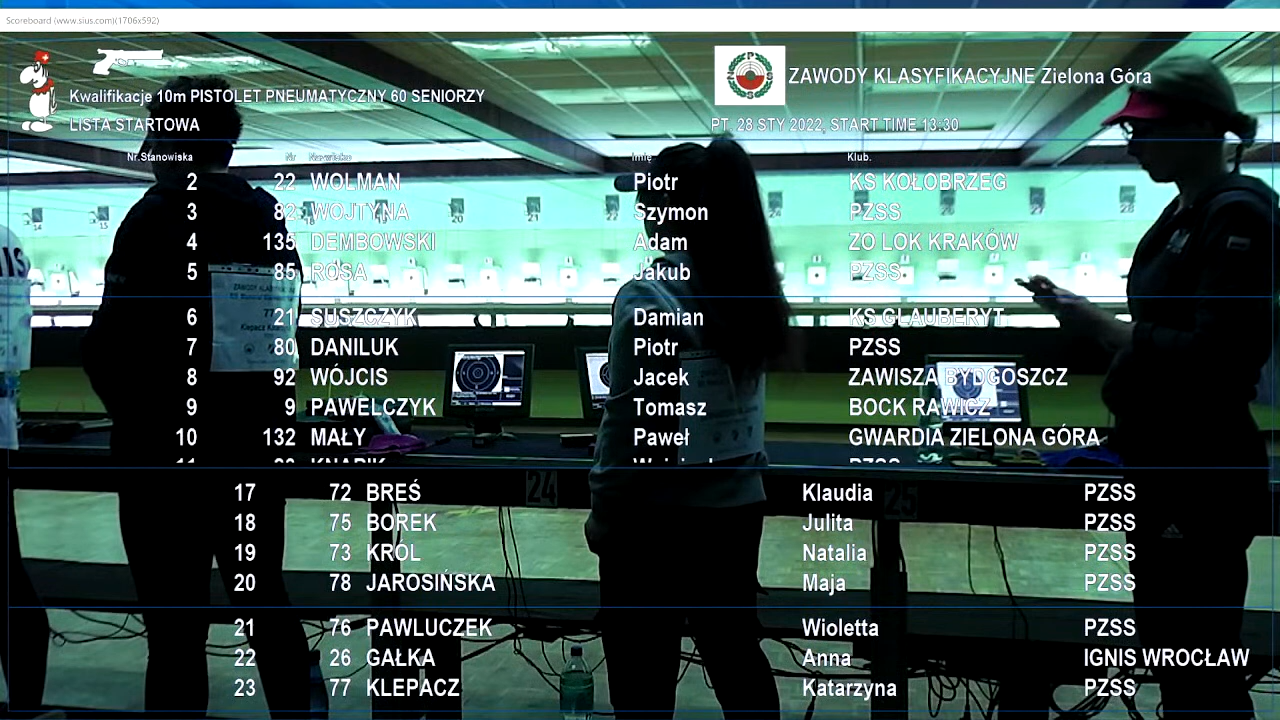 Scoreboard (www.sius.com)(1706x592)
ZAWODY KLASYFIKACYJNE Zielona Góra
Kwalifikacje 10m PISTOLET PNEUMATYCZNY 60 SENIORZY
LISTA STARTOWA PT. 28 STY 2022, START TIME 13:30
Nr.Stanowiska Nr Nazwisko Imię Klub.
2 22 WOLMAN Piotr KS KOŁOBRZEG
3 82 WOJTYNA Szymon PZSS
4 135 DEMBOWSKI Adam ZO LOK KRAKÓW
5 85 ROSA Jakub PZSS
6 21 SUSZCZYK Damian KS GLAUBERYT
7 80 DANILUK Piotr PZSS
8 92 WÓJCIS Jacek ZAWISZA BYDGOSZCZ
9 9 PAWELCZYK Tomasz BOCK RAWICZ
10 132 MAŁY Paweł GWARDIA ZIELONA GÓRA
17 72 BREŚ Klaudia PZSS
18 75 BOREK Julita PZSS
19 73 KRÓL Natalia PZSS
20 78 JAROSIŃSKA Maja PZSS
21 76 PAWLUCZEK Wioletta PZSS
22 26 GAŁKA Anna IGNIS WROCŁAW
23 77 KLEPACZ Katarzyna PZSS
24
25